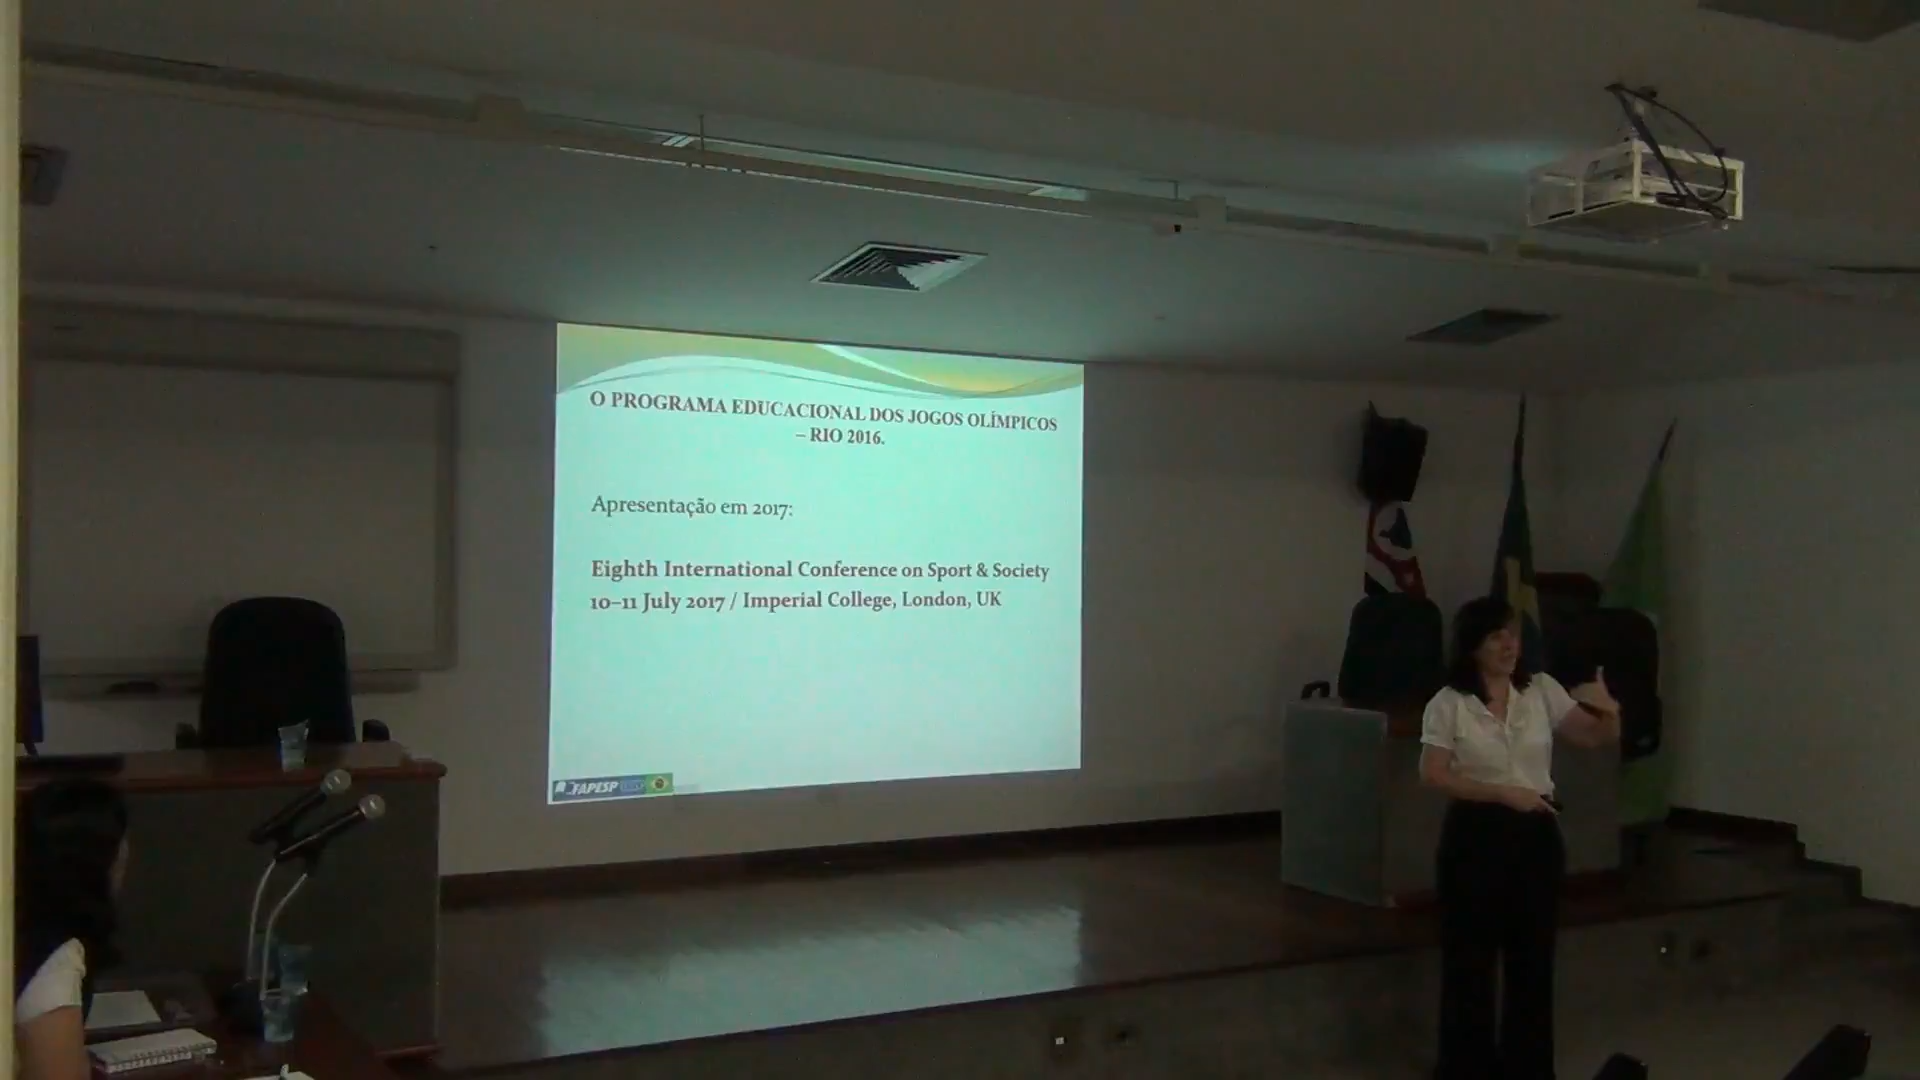 O PROGRAMA EDUCACIONAL DOS JOGOS OLÍMPICOS
– RIO 2016.
Apresentação em 2017:
Eighth International Conference on Sport & Society
10–11 July 2017 / Imperial College, London, UK
FAPESP